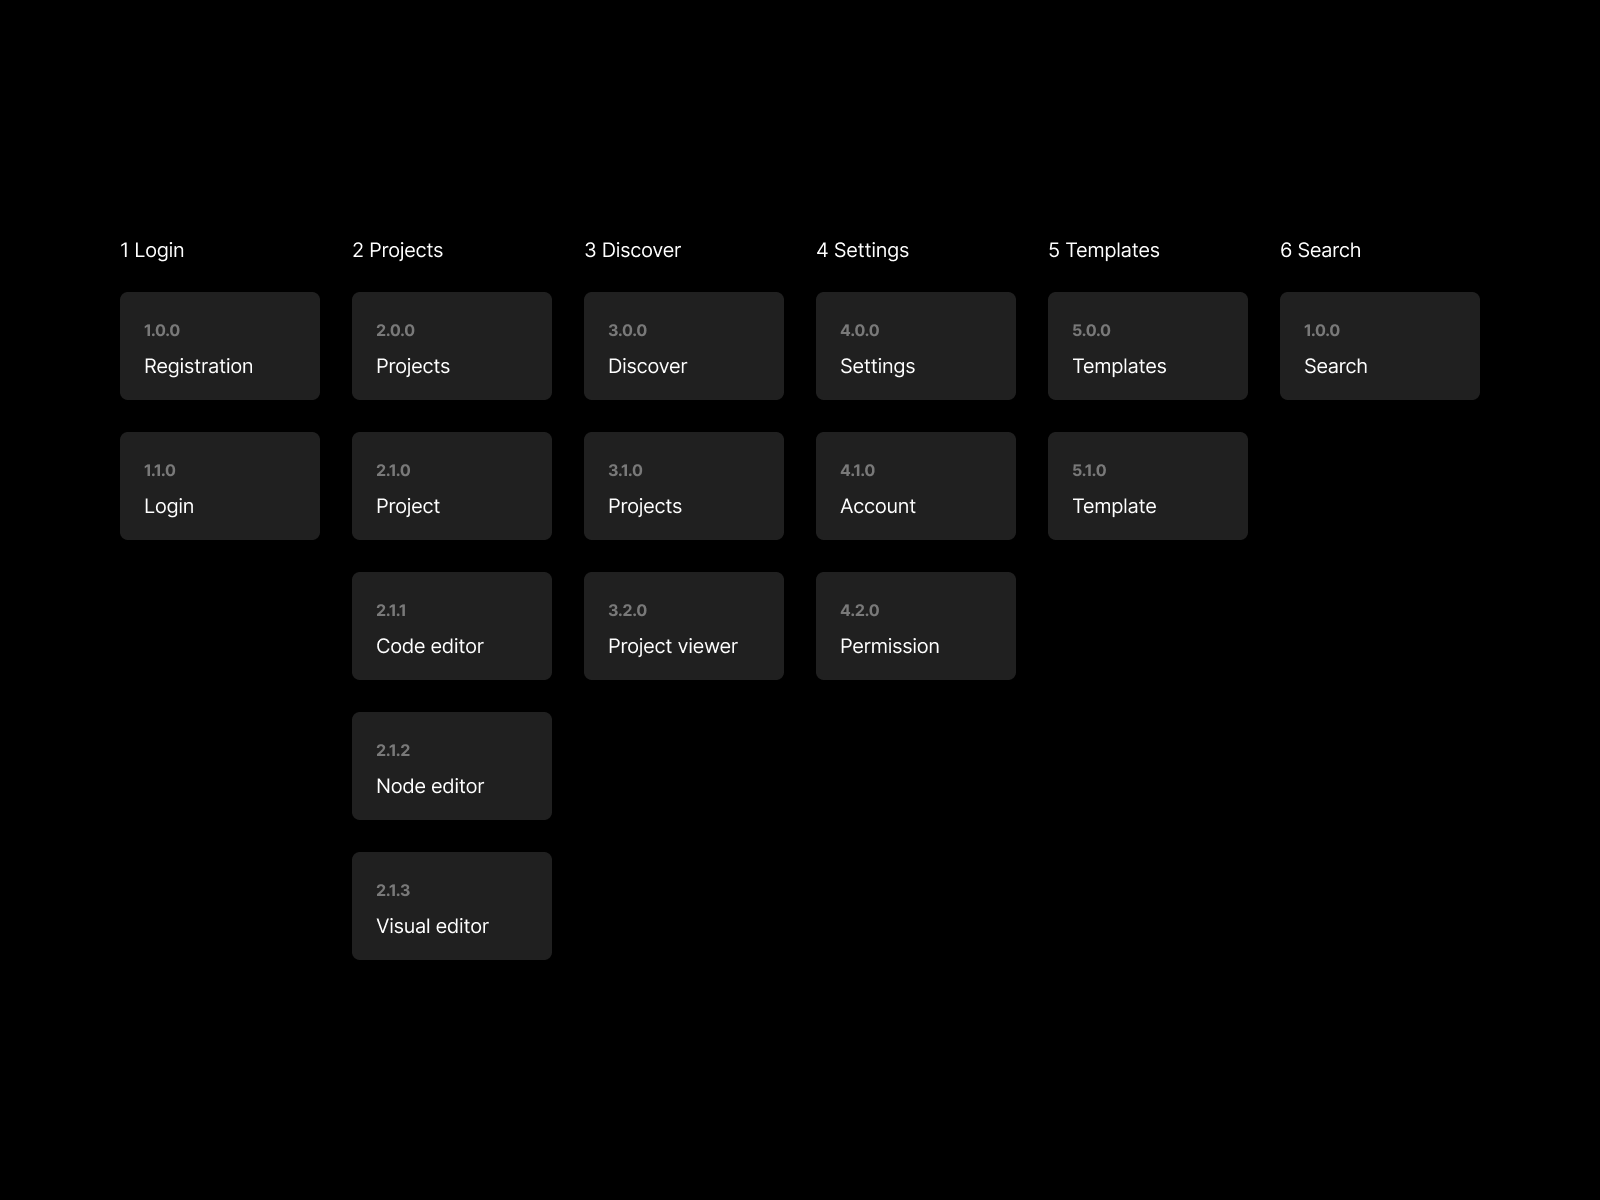 1 Login
1.0.0
Registration
1.1.0
Login
2 Projects
2.0.0
Projects
2.1.0
Project
2.1.1
Code editor
2.1.2
Node editor
2.1.3
Visual editor
3 Discover
3.0.0
Discover
3.1.0
Projects
3.2.0
Project viewer
4 Settings
4.0.0
Settings
4.1.0
Account
4.2.0
Permission
5 Templates
5.0.0
Templates
5.1.0
Template
6 Search
1.0.0
Search